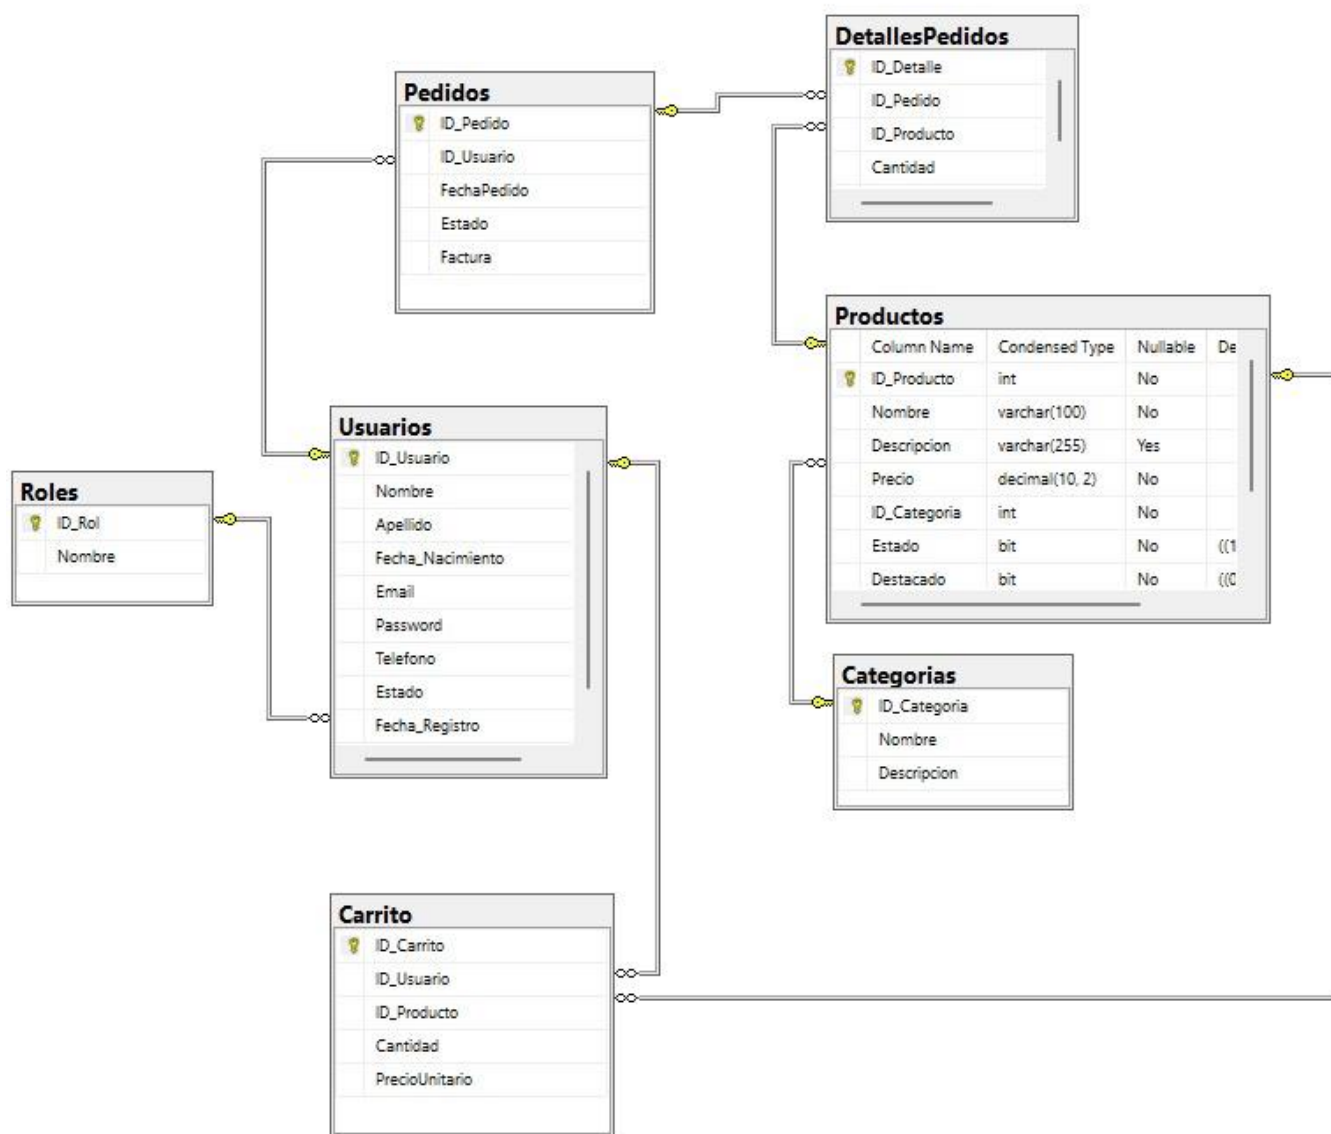 DetallesPedidos
ID_Detalle
ID_Pedido
ID_Producto
Cantidad
Pedidos
ID_Pedido
ID_Usuario
FechaPedido
Estado
Factura
Productos
Column Name Condensed Type Nullable De
ID_Producto int No
Nombre varchar(100) No
Descripcion varchar(255) Yes
Precio decimal(10, 2) No
ID_Categoria int No
Estado bit No ((1
Destacado bit No ((0
Usuarios
ID_Usuario
Nombre
Apellido
Fecha_Nacimiento
Email
Password
Telefono
Estado
Fecha_Registro
Roles
ID_Rol
Nombre
Categorias
ID_Categoria
Nombre
Descripcion
Carrito
ID_Carrito
ID_Usuario
ID_Producto
Cantidad
PrecioUnitario